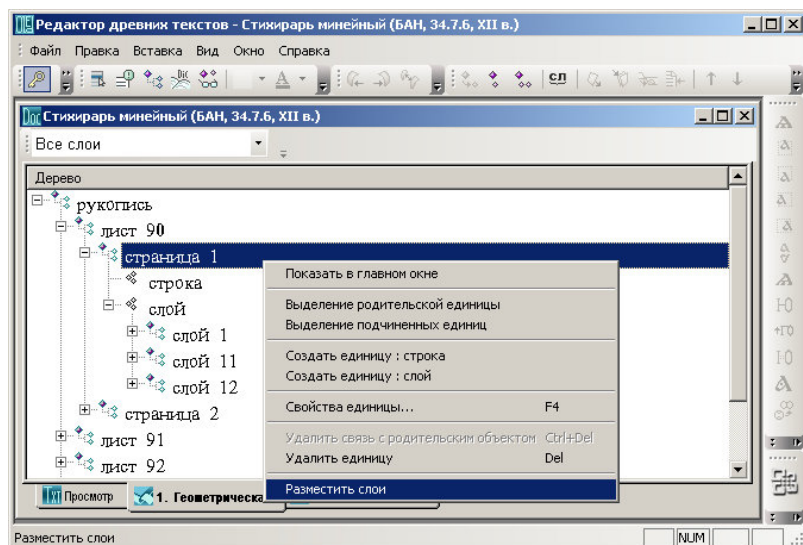 Редактор древних текстов - Стихирарь минейный (БАН, 34.7.6, XII в.)
Файл Правка Вставка Вид Окно Справка
сл
Doc Стихирарь минейный (БАН, 34.7.6, XII в.)
Все слои
Дерево
рукопись
лист 90
страница 1
строка
слой
слой 1
слой 11
слой 12
страница 2
лист 91
лист 92
Показать в главном окне
Выделение родительской единицы
Выделение подчиненных единиц
Создать единицу : строка
Создать единицу : слой
Свойства единицы... F4
Удалить связь с родительским объектом Ctrl+Del
Удалить единицу Del
Разместить слои
Txt Просмотр 1. Геометрическа
Разместить слои NUM